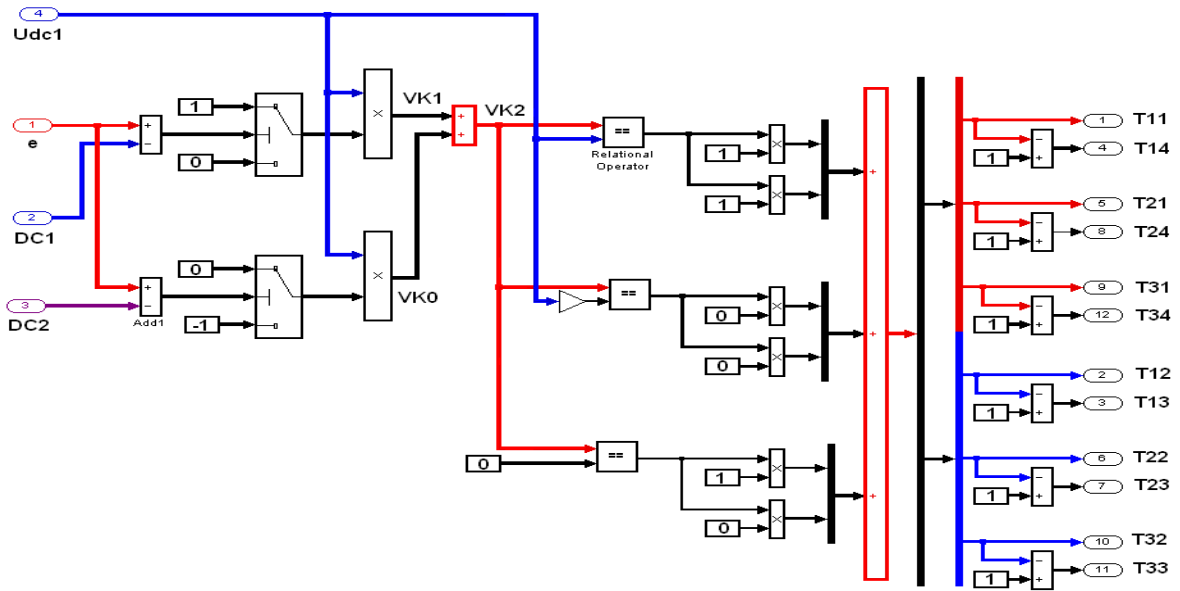 4
Udc1
1
e
2
DC1
3
DC2
+
−
1
0
×
VK1
+
−
Add1
0
-1
×
VK0
+
+
VK2
==
Relational
Operator
1
×
1
×
==
0
×
0
×
0
==
1
×
0
×
+
+
+
1 T11
−
1 + 4 T14
5 T21
−
1 + 8 T24
9 T31
−
1 + 12 T34
2 T12
−
1 + 3 T13
6 T22
−
1 + 7 T23
10 T32
−
1 + 11 T33